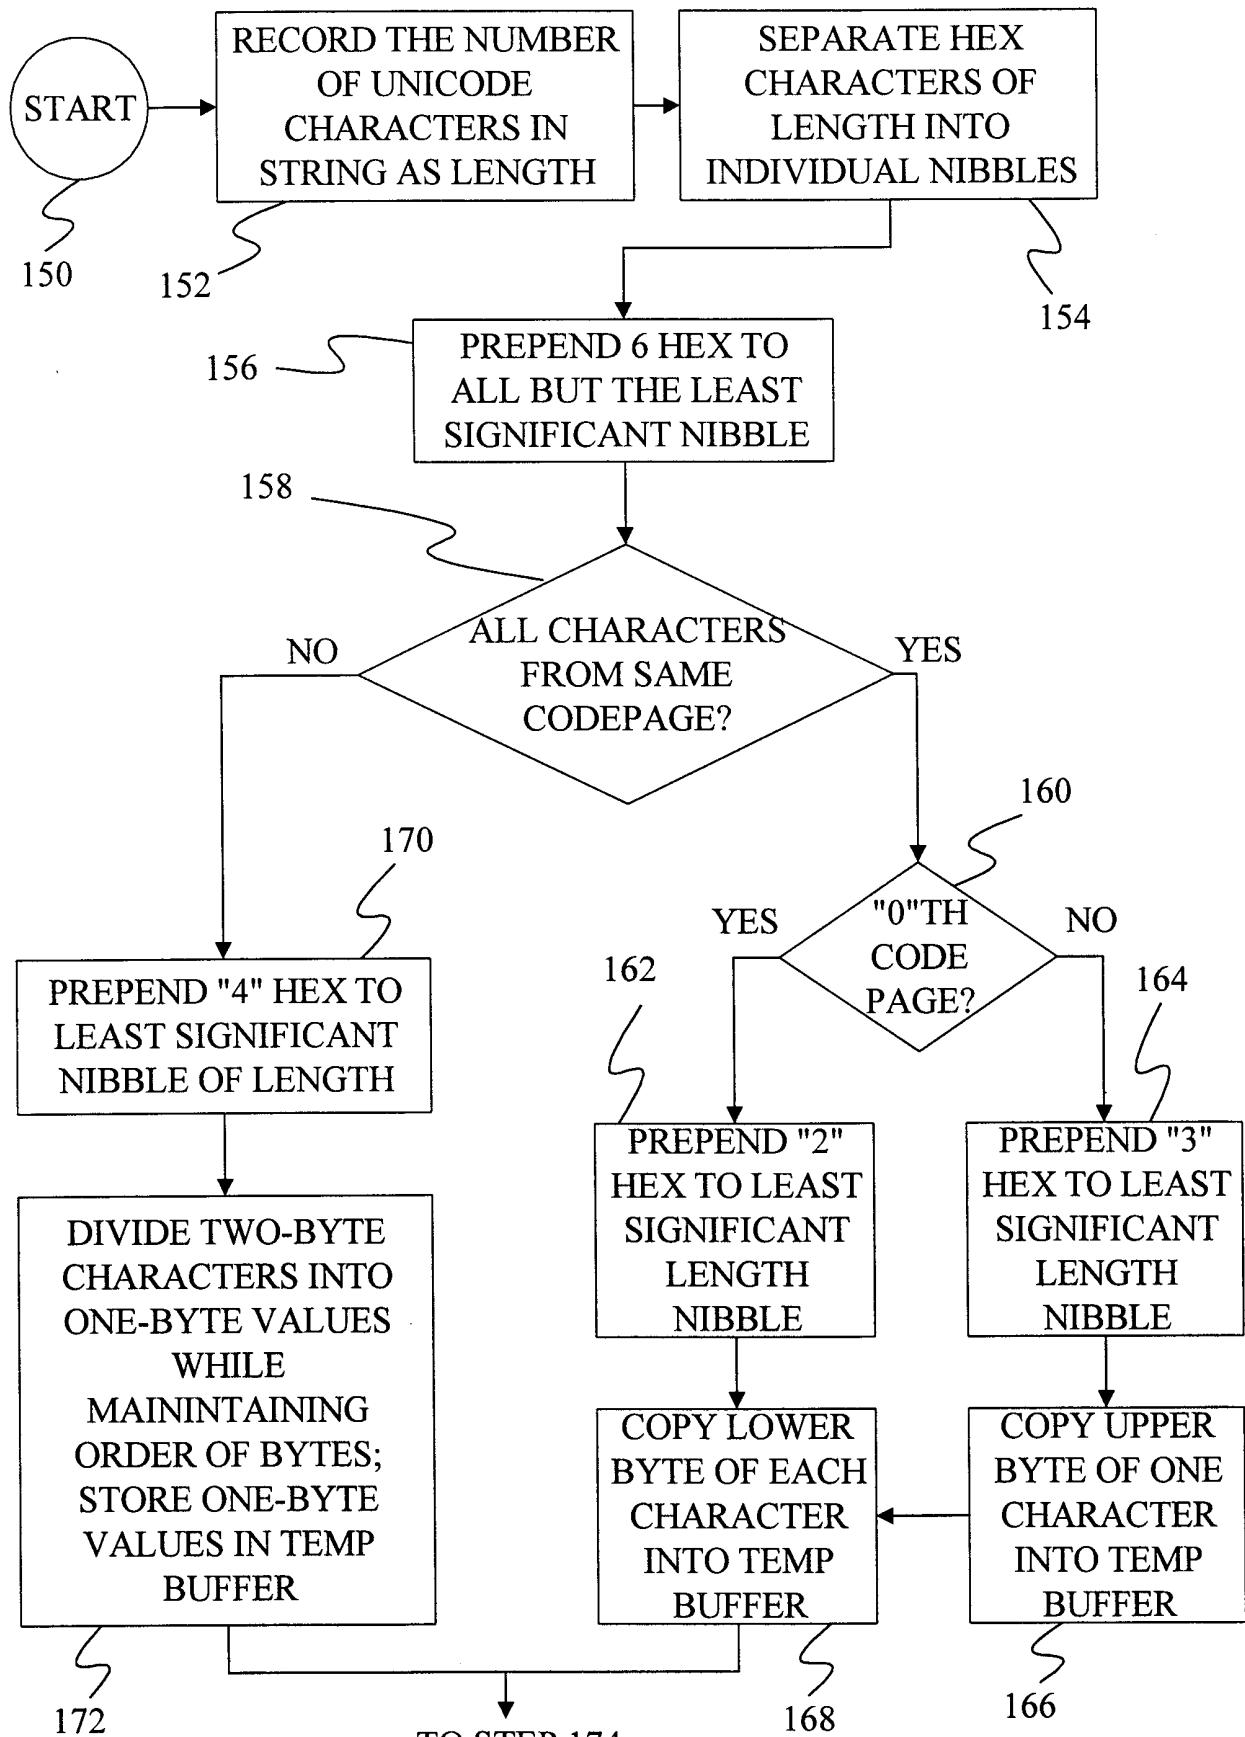 START
RECORD THE NUMBER
OF UNICODE
CHARACTERS IN
STRING AS LENGTH
SEPARATE HEX
CHARACTERS OF
LENGTH INTO
INDIVIDUAL NIBBLES
150
152
154
PREPEND 6 HEX TO
ALL BUT THE LEAST
SIGNIFICANT NIBBLE
156
158
ALL CHARACTERS
FROM SAME
CODEPAGE?
NO
YES
160
"0"TH
CODE
PAGE?
YES
NO
170
PREPEND "4" HEX TO
LEAST SIGNIFICANT
NIBBLE OF LENGTH
162
164
PREPEND "2"
HEX TO LEAST
SIGNIFICANT
LENGTH
NIBBLE
PREPEND "3"
HEX TO LEAST
SIGNIFICANT
LENGTH
NIBBLE
DIVIDE TWO-BYTE
CHARACTERS INTO
ONE-BYTE VALUES
WHILE
MAININTAINING
ORDER OF BYTES;
STORE ONE-BYTE
VALUES IN TEMP
BUFFER
COPY LOWER
BYTE OF EACH
CHARACTER
INTO TEMP
BUFFER
COPY UPPER
BYTE OF ONE
CHARACTER
INTO TEMP
BUFFER
172
168
166
TO STEP 174